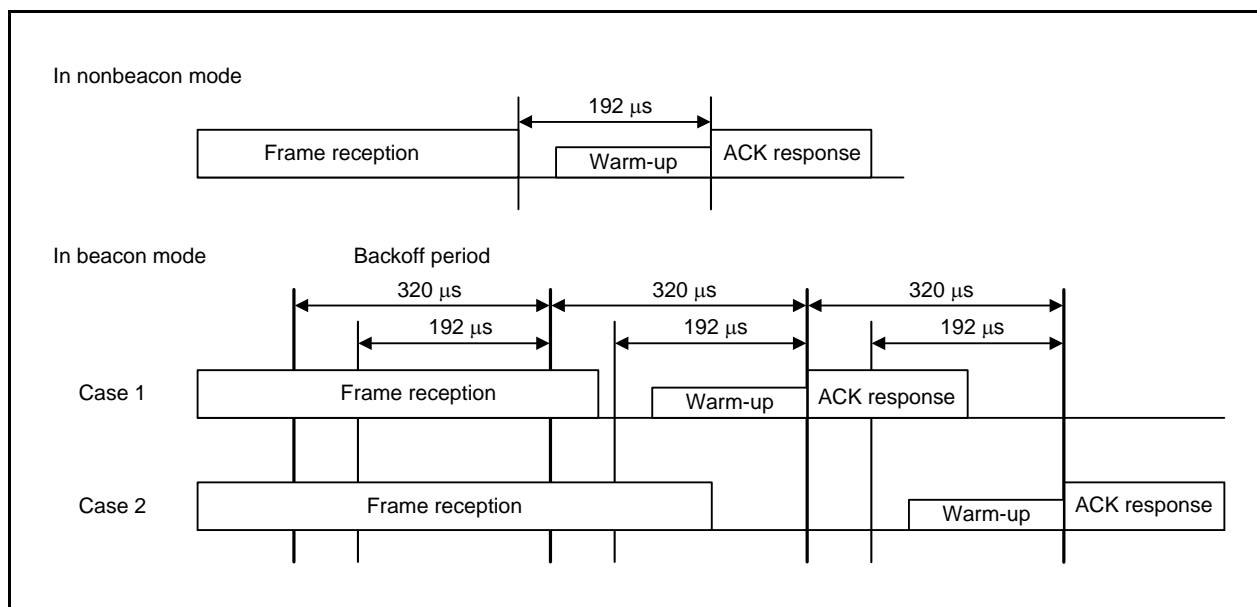 In nonbeacon mode
192 μs
Frame reception
Warm-up
ACK response
In beacon mode
Backoff period
320 μs
320 μs
320 μs
192 μs
192 μs
192 μs
Case 1
Frame reception
Warm-up
ACK response
Case 2
Frame reception
Warm-up
ACK response